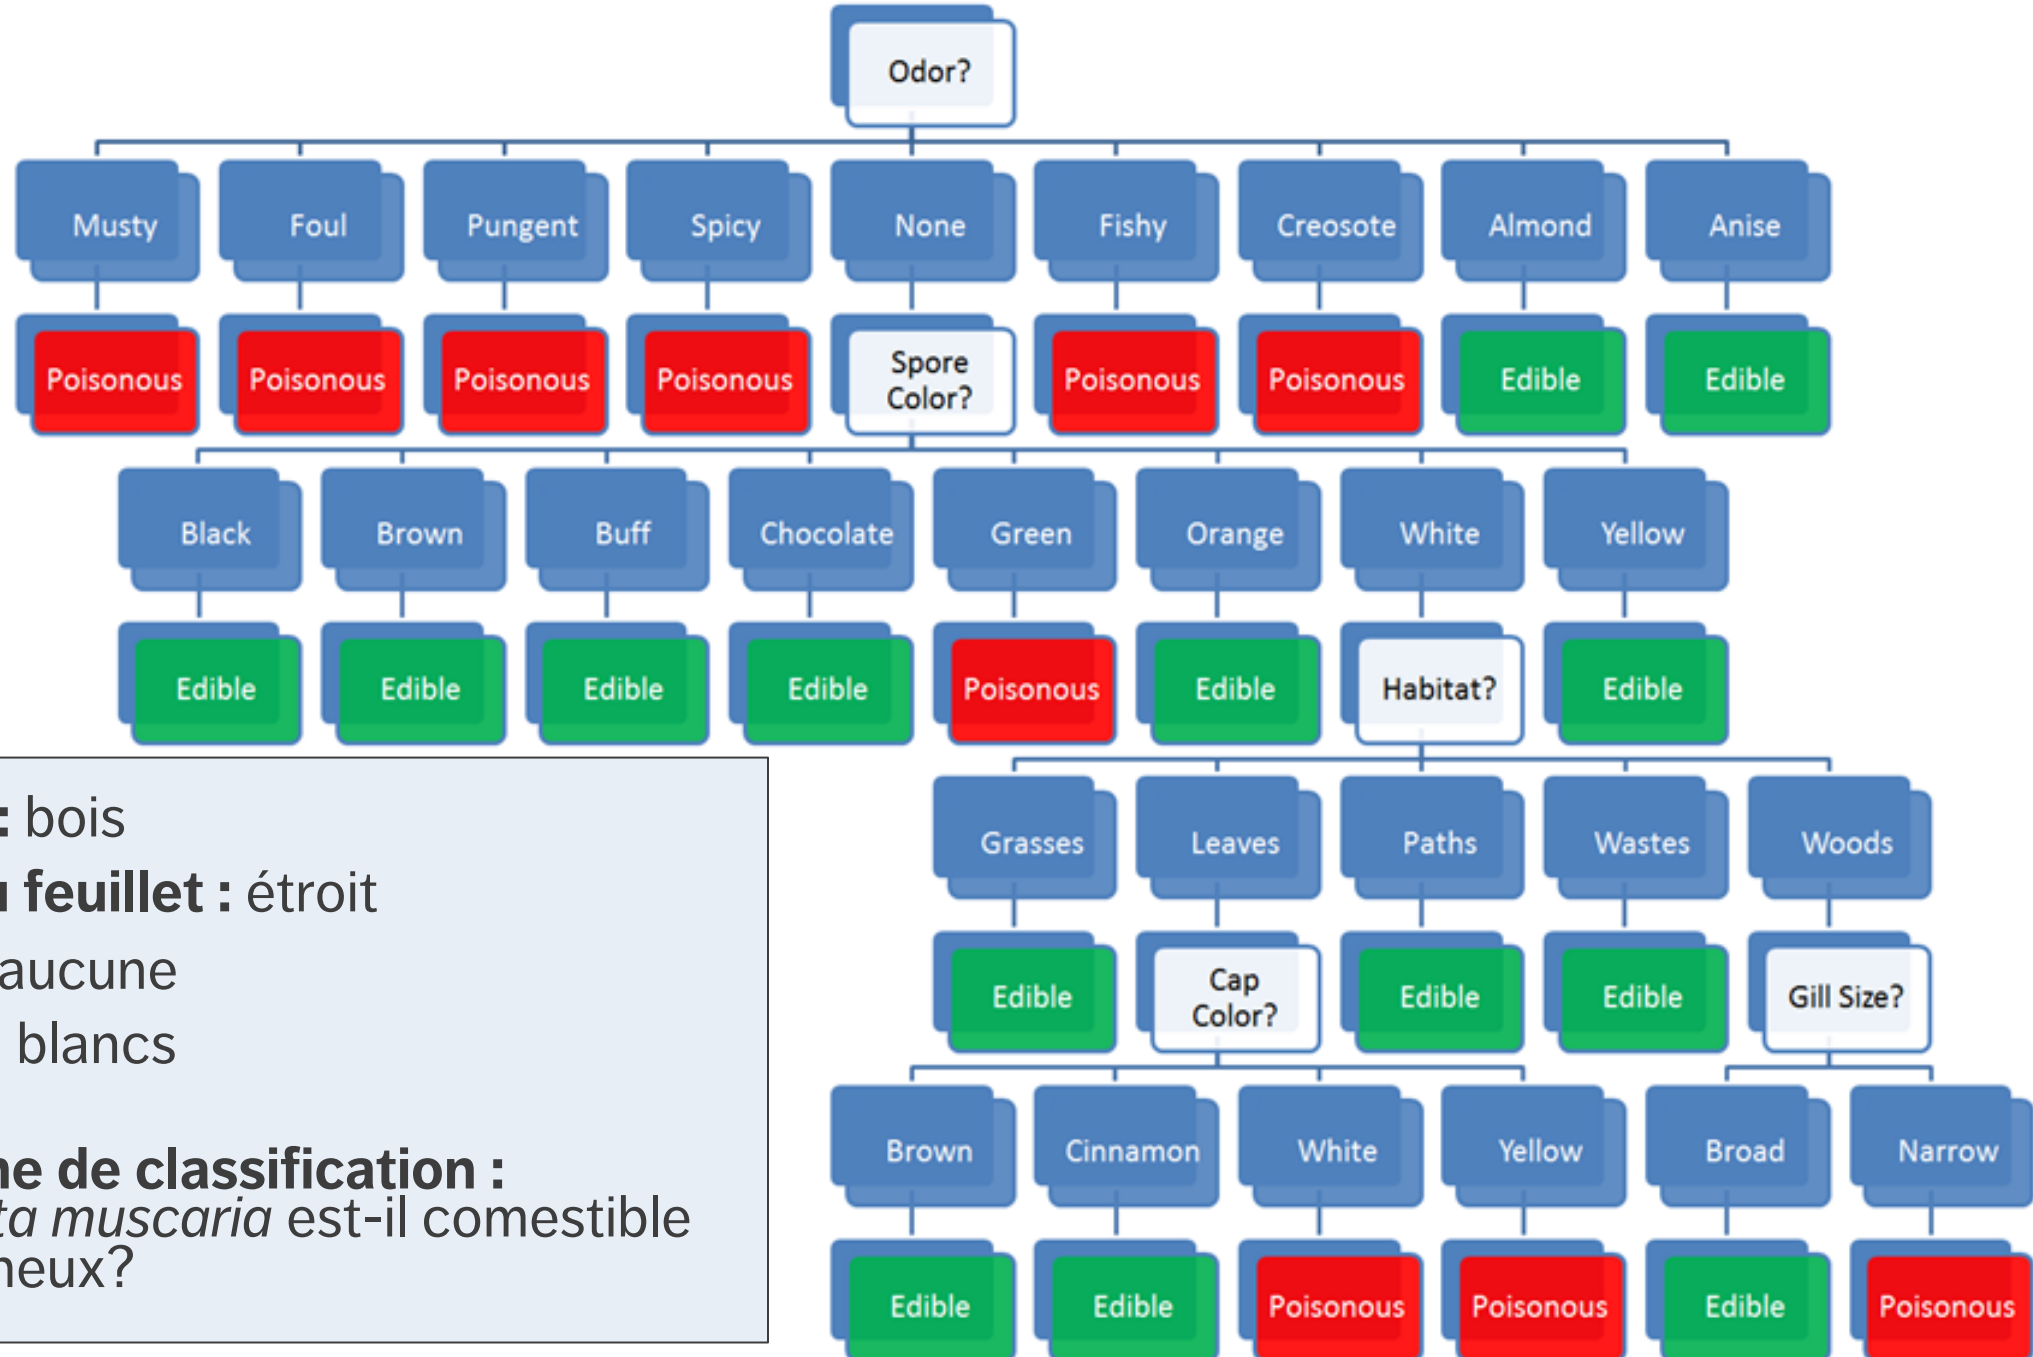 Odor?
Musty Foul Pungent Spicy None Fishy Creosote Almond Anise
Poisonous Poisonous Poisonous Poisonous Spore Color? Poisonous Poisonous Edible Edible
Black Brown Buff Chocolate Green Orange White Yellow
Edible Edible Edible Edible Poisonous Edible Habitat? Edible
Grasses Leaves Paths Wastes Woods
Edible Cap Color? Edible Edible Gill Size?
Brown Cinnamon White Yellow Broad Narrow
Edible Edible Poisonous Poisonous Edible Poisonous
: bois
feuillet : étroit
aucune
blancs
de classification :
muscaria est-il comestible